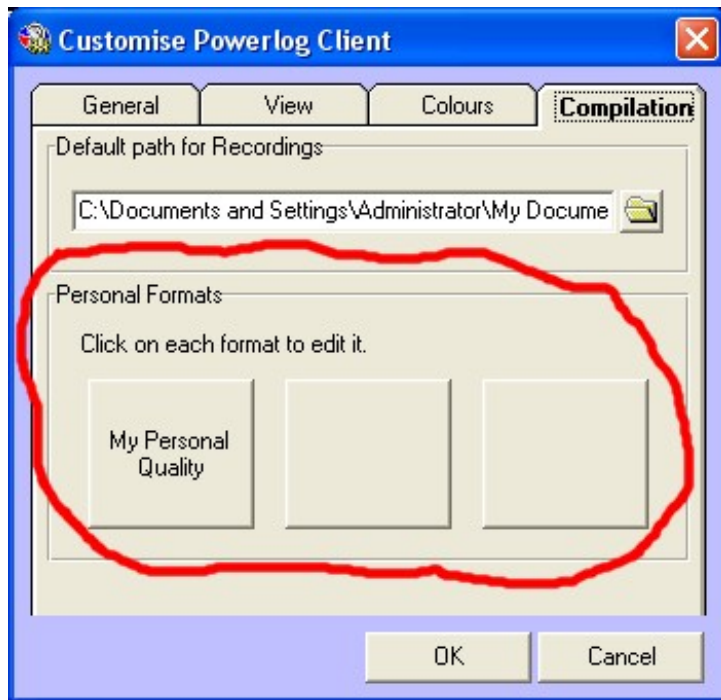 Customise Powerlog Client
General View Colours Compilation
Default path for Recordings
C:\Documents and Settings\Administrator\My Docume
Personal Formats
Click on each format to edit it.
My Personal
Quality
OK Cancel